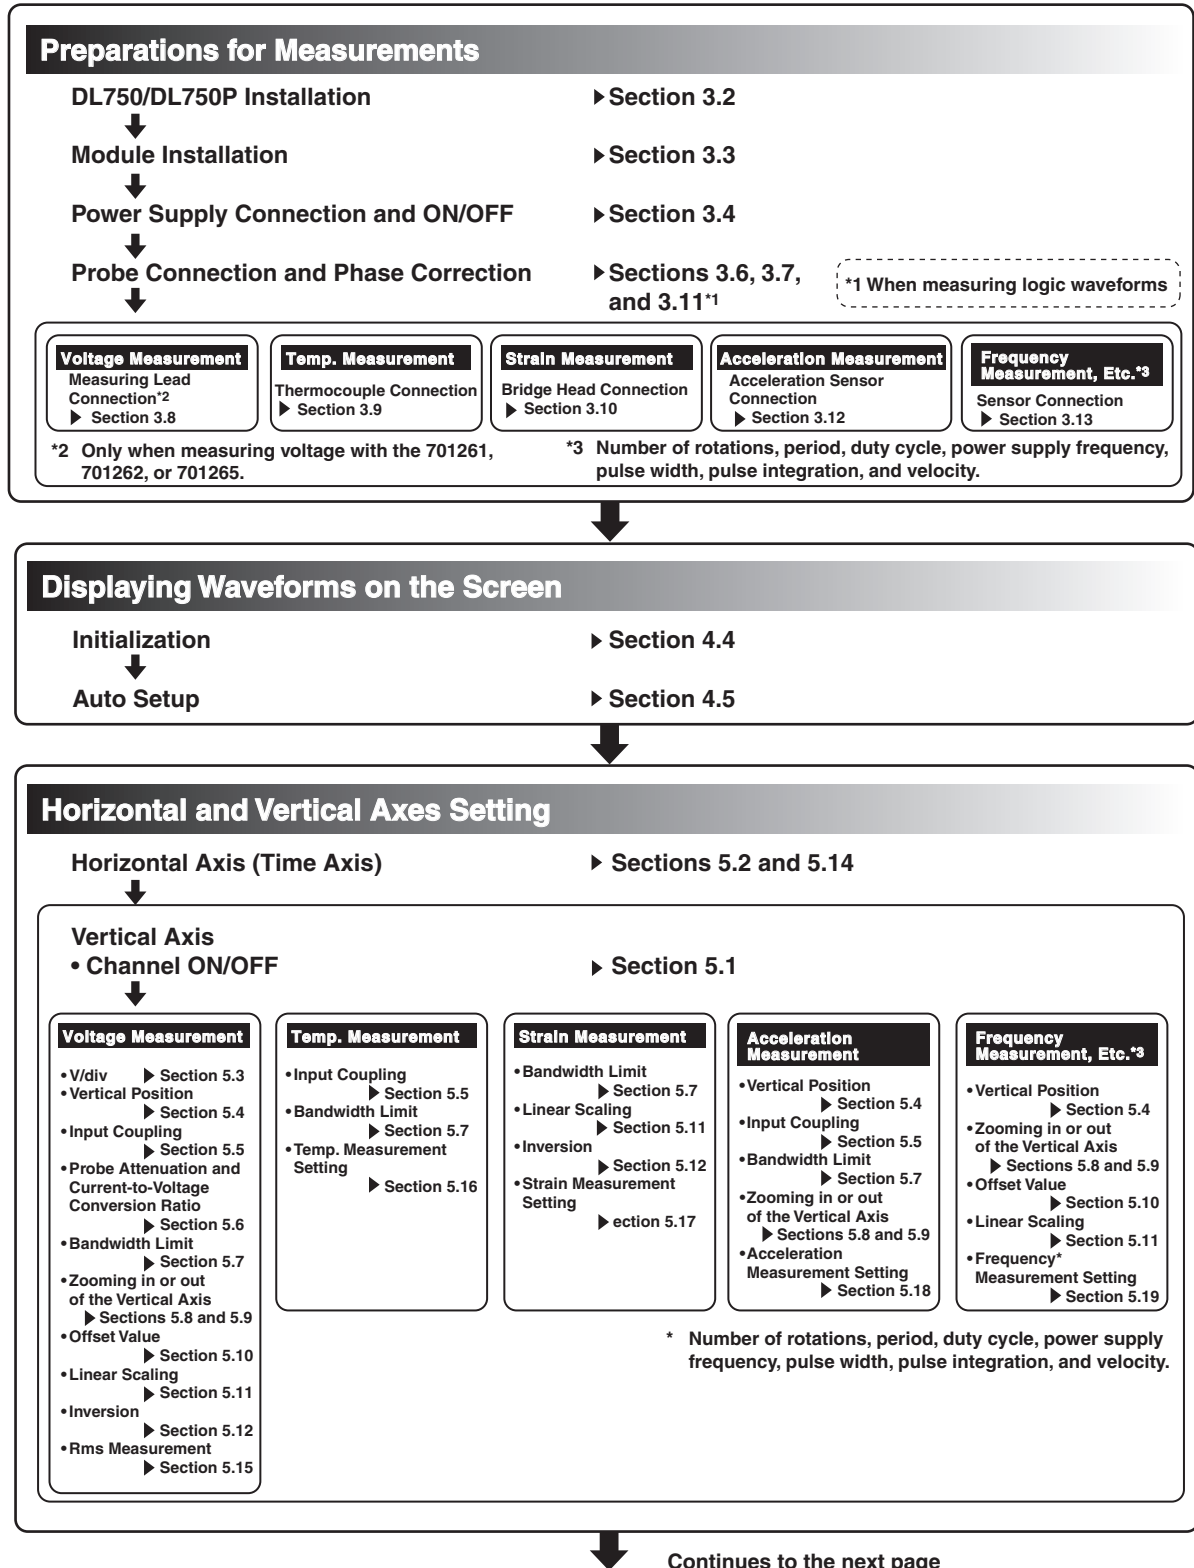 Preparations for Measurements
DL750/DL750P Installation ▶ Section 3.2
Module Installation ▶ Section 3.3
Power Supply Connection and ON/OFF ▶ Section 3.4
Probe Connection and Phase Correction ▶ Sections 3.6, 3.7,
and 3.11*1
*1 When measuring logic waveforms
Voltage Measurement
Measuring Lead
Connection*2
▶ Section 3.8
Temp. Measurement
Thermocouple Connection
▶ Section 3.9
Strain Measurement
Bridge Head Connection
▶ Section 3.10
Acceleration Measurement
Acceleration Sensor
Connection
▶ Section 3.12
Frequency
Measurement, Etc.*3
Sensor Connection
▶ Section 3.13
*2 Only when measuring voltage with the 701261,
701262, or 701265.
*3 Number of rotations, period, duty cycle, power supply frequency,
pulse width, pulse integration, and velocity.
Displaying Waveforms on the Screen
Initialization ▶ Section 4.4
Auto Setup ▶ Section 4.5
Horizontal and Vertical Axes Setting
Horizontal Axis (Time Axis) ▶ Sections 5.2 and 5.14
Vertical Axis
• Channel ON/OFF ▶ Section 5.1
Voltage Measurement
• V/div ▶ Section 5.3
• Vertical Position
▶ Section 5.4
• Input Coupling
▶ Section 5.5
• Probe Attenuation and
Current-to-Voltage
Conversion Ratio
▶ Section 5.6
• Bandwidth Limit
▶ Section 5.7
• Zooming in or out
of the Vertical Axis
▶ Sections 5.8 and 5.9
• Offset Value
▶ Section 5.10
• Linear Scaling
▶ Section 5.11
• Inversion
▶ Section 5.12
• Rms Measurement
▶ Section 5.15
Temp. Measurement
• Input Coupling
▶ Section 5.5
• Bandwidth Limit
▶ Section 5.7
• Temp. Measurement
Setting
▶ Section 5.16
Strain Measurement
• Bandwidth Limit
▶ Section 5.7
• Linear Scaling
▶ Section 5.11
• Inversion
▶ Section 5.12
• Strain Measurement
Setting
▶ ection 5.17
Acceleration
Measurement
• Vertical Position
▶ Section 5.4
• Input Coupling
▶ Section 5.5
• Bandwidth Limit
▶ Section 5.7
• Zooming in or out
of the Vertical Axis
▶ Sections 5.8 and 5.9
• Acceleration
Measurement Setting
▶ Section 5.18
Frequency
Measurement, Etc.*3
• Vertical Position
▶ Section 5.4
• Zooming in or out
of the Vertical Axis
▶ Sections 5.8 and 5.9
• Offset Value
▶ Section 5.10
• Linear Scaling
▶ Section 5.11
• Frequency*
Measurement Setting
▶ Section 5.19
* Number of rotations, period, duty cycle, power supply
frequency, pulse width, pulse integration, and velocity.
Continues to the next page